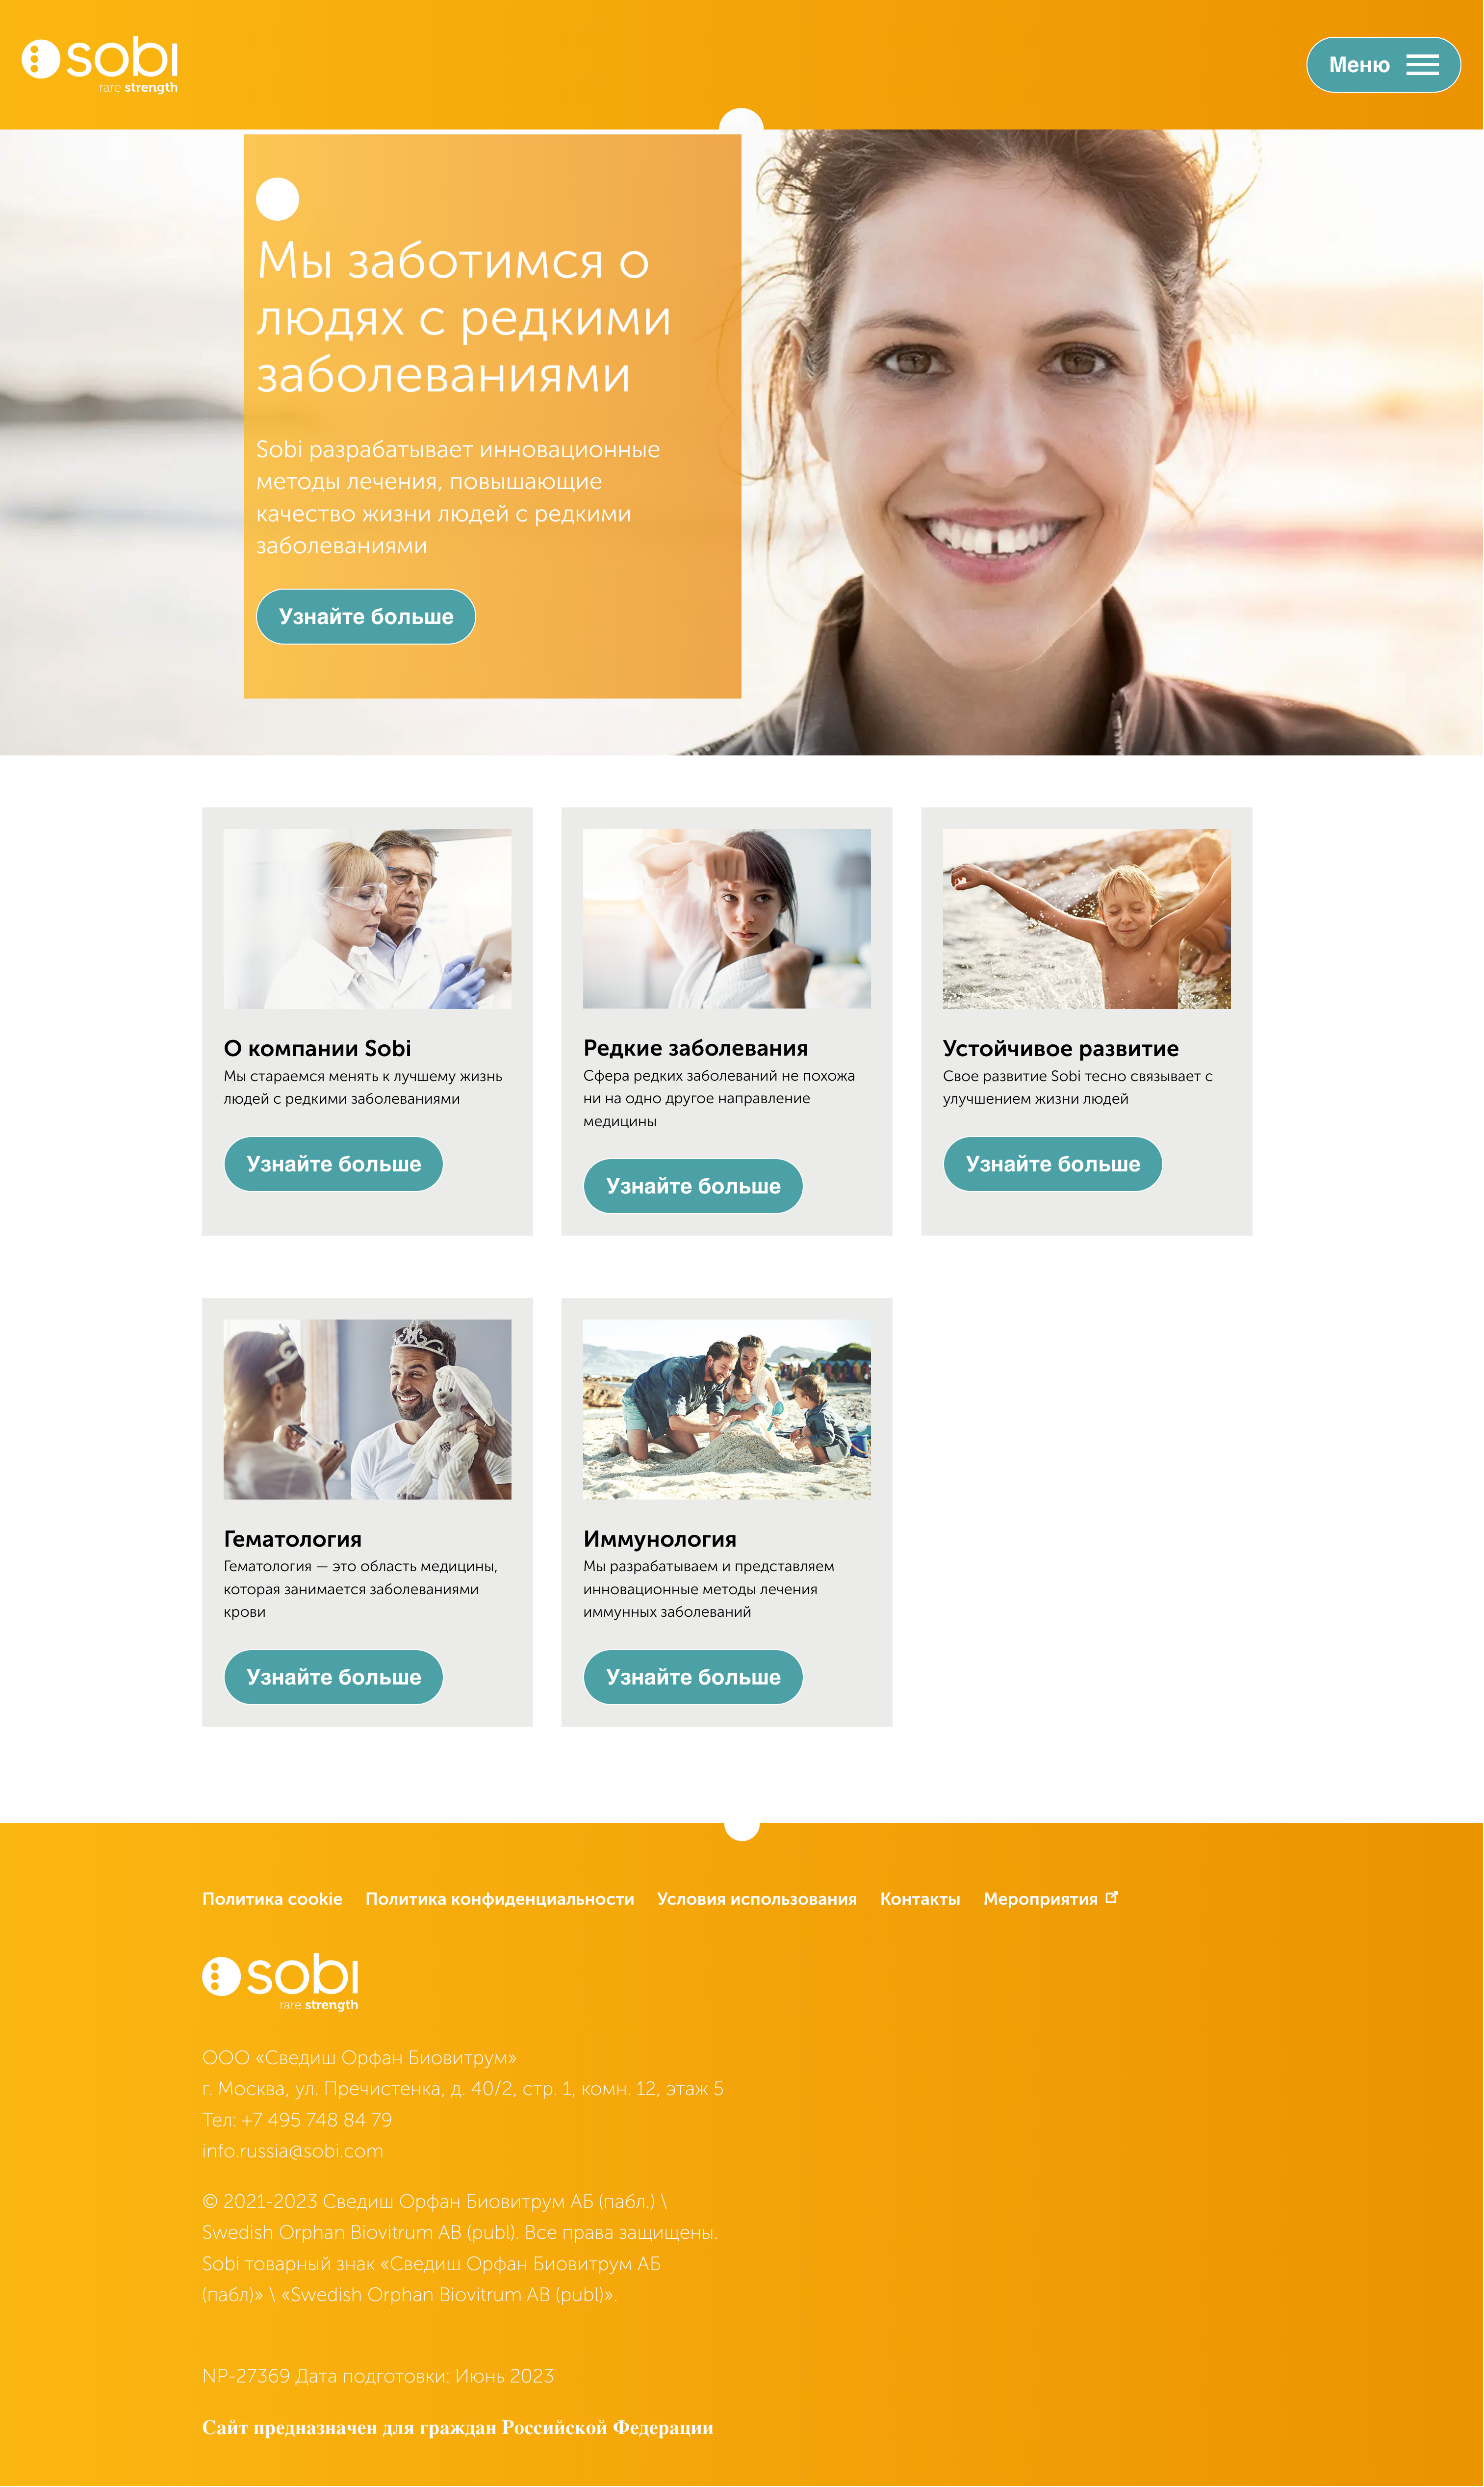 sobi
rare strength
Меню
Мы заботимся о
людях с редкими
заболеваниями
Sobi разрабатывает инновационные
методы лечения, повышающие
качество жизни людей с редкими
заболеваниями
Узнайте больше
О компании Sobi
Мы стараемся менять к лучшему жизнь
людей с редкими заболеваниями
Узнайте больше
Редкие заболевания
Сфера редких заболеваний не похожа
ни на одно другое направление
медицины
Узнайте больше
Устойчивое развитие
Свое развитие Sobi тесно связывает с
улучшением жизни людей
Узнайте больше
Гематология
Гематология — это область медицины,
которая занимается заболеваниями
крови
Узнайте больше
Иммунология
Мы разрабатываем и представляем
инновационные методы лечения
иммунных заболеваний
Узнайте больше
Политика cookie Политика конфиденциальности Условия использования Контакты Мероприятия
sobi
rare strength
ООО «Сведиш Орфан Биовитрум»
г. Москва, ул. Пречистенка, д. 40/2, стр. 1, комн. 12, этаж 5
Тел: +7 495 748 84 79
info.russia@sobi.com
© 2021-2023 Сведиш Орфан Биовитрум АБ (пабл.) \
Swedish Orphan Biovitrum AB (publ). Все права защищены.
Sobi товарный знак «Сведиш Орфан Биовитрум АБ
(пабл)» \ «Swedish Orphan Biovitrum AB (publ)».
NP-27369 Дата подготовки: Июнь 2023
Сайт предназначен для граждан Российской Федерации